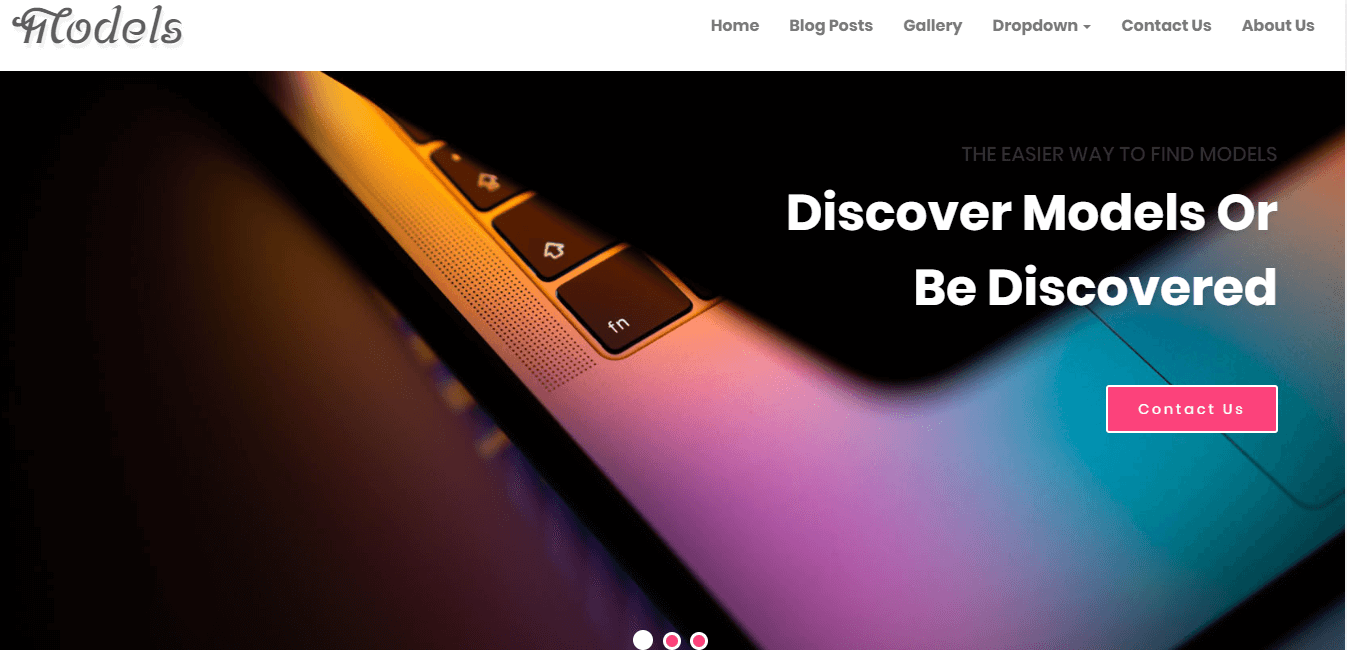 Models
Home Blog Posts Gallery Dropdown Contact Us About Us
THE EASIER WAY TO FIND MODELS
Discover Models Or
Be Discovered
fn
Contact Us